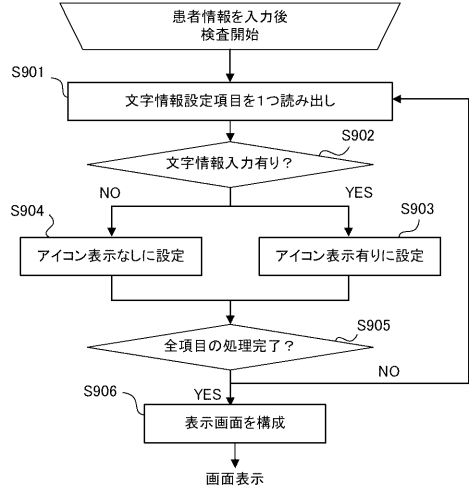 患者情報を入力後
検査開始
S901
文字情報設定項目を1つ読み出し
S902
文字情報入力有り？
NO
YES
S904
S903
アイコン表示なしに設定
アイコン表示有りに設定
S905
全項目の処理完了？
NO
YES
S906
表示画面を構成
画面表示